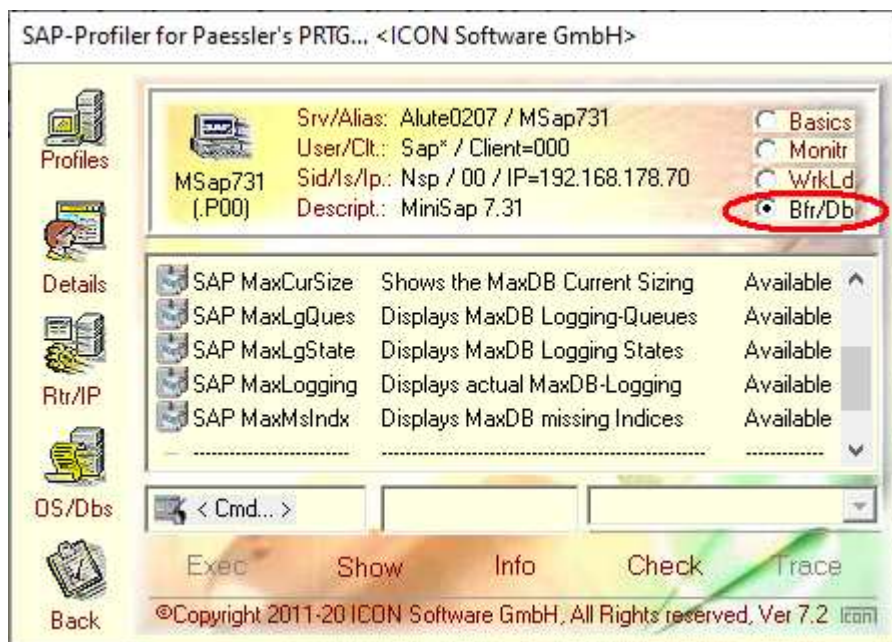 SAP-Profiler for Paessler's PRTG... <ICON Software GmbH>
Profiles
Details
Rtr/IP
OS/Dbs
Back
MSap731
(.P00)
Srv/Alias: Alute0207 / MSap731
User/Clt.: Sap* / Client=000
Sid/Is/Ip.: Nsp / 00 / IP=192.168.178.70
Descript.: MiniSap 7.31
Basics
Monitr
WrkLd
Bfr/Db
SAP MaxCurSize Shows the MaxDB Current Sizing Available
SAP MaxLgQues Displays MaxDB Logging-Queues Available
SAP MaxLgState Displays MaxDB Logging States Available
SAP MaxLogging Displays actual MaxDB-Logging Available
SAP MaxMsIndx Displays MaxDB missing Indices Available
< Cmd... >
Exec Show Info Check Trace
©Copyright 2011-20 ICON Software GmbH, All Rights reserved, Ver 7.2 Icon